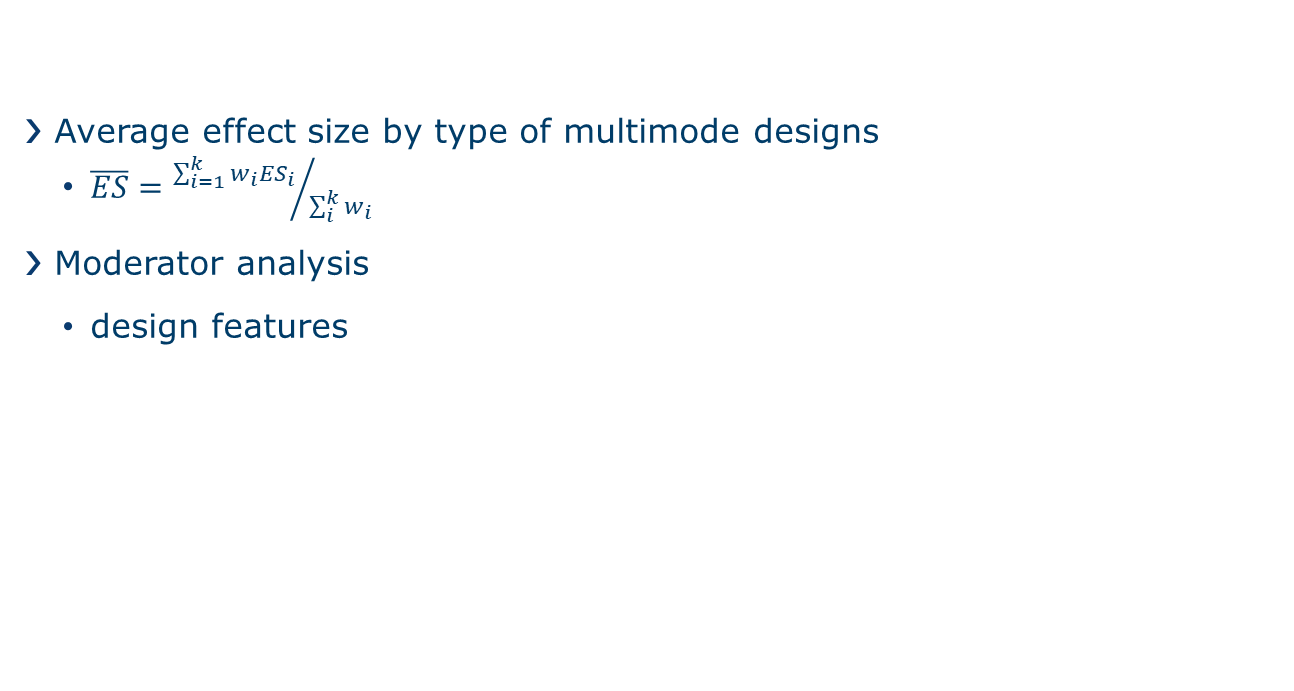 ❯ Average effect size by type of multimode designs
• $\overline{ES} = {\sum_{i=1}^{k} w_i ES_i} / {\sum_{i}^{k} w_i}$
❯ Moderator analysis
• design features